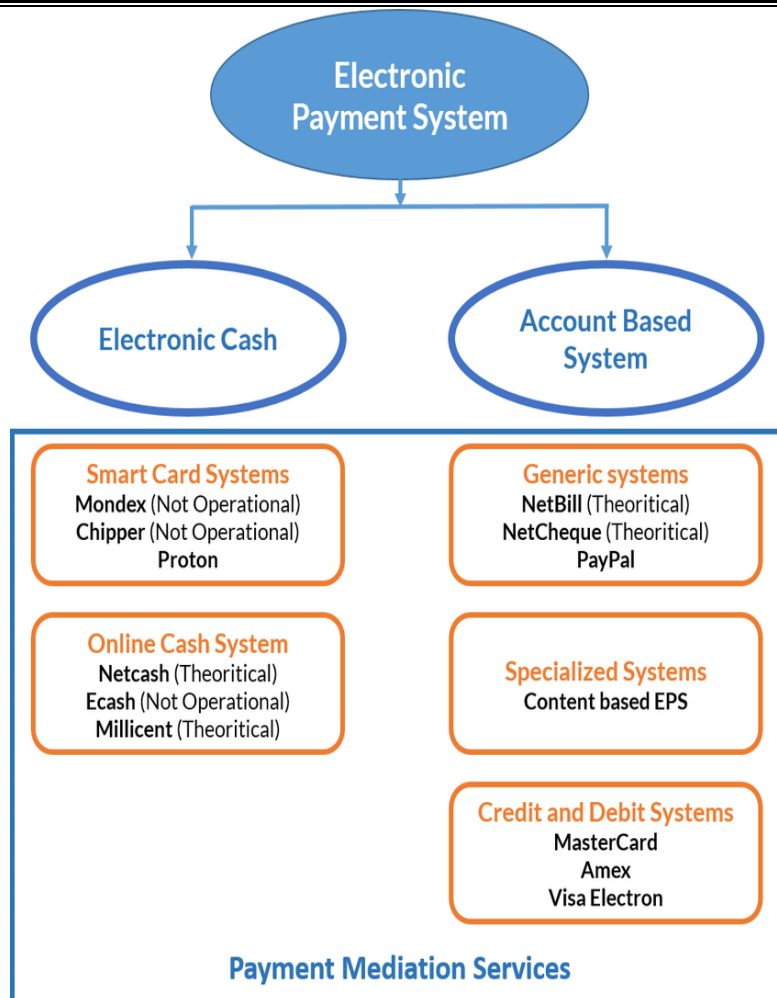 Electronic
Payment System
Electronic Cash
Account Based
System
Smart Card Systems
Mondex (Not Operational)
Chipper (Not Operational)
Proton
Online Cash System
Netcash (Theoritical)
Ecash (Not Operational)
Millicent (Theoritical)
Generic systems
NetBill (Theoritical)
NetCheque (Theoritical)
PayPal
Specialized Systems
Content based EPS
Credit and Debit Systems
MasterCard
Amex
Visa Electron
Payment Mediation Services